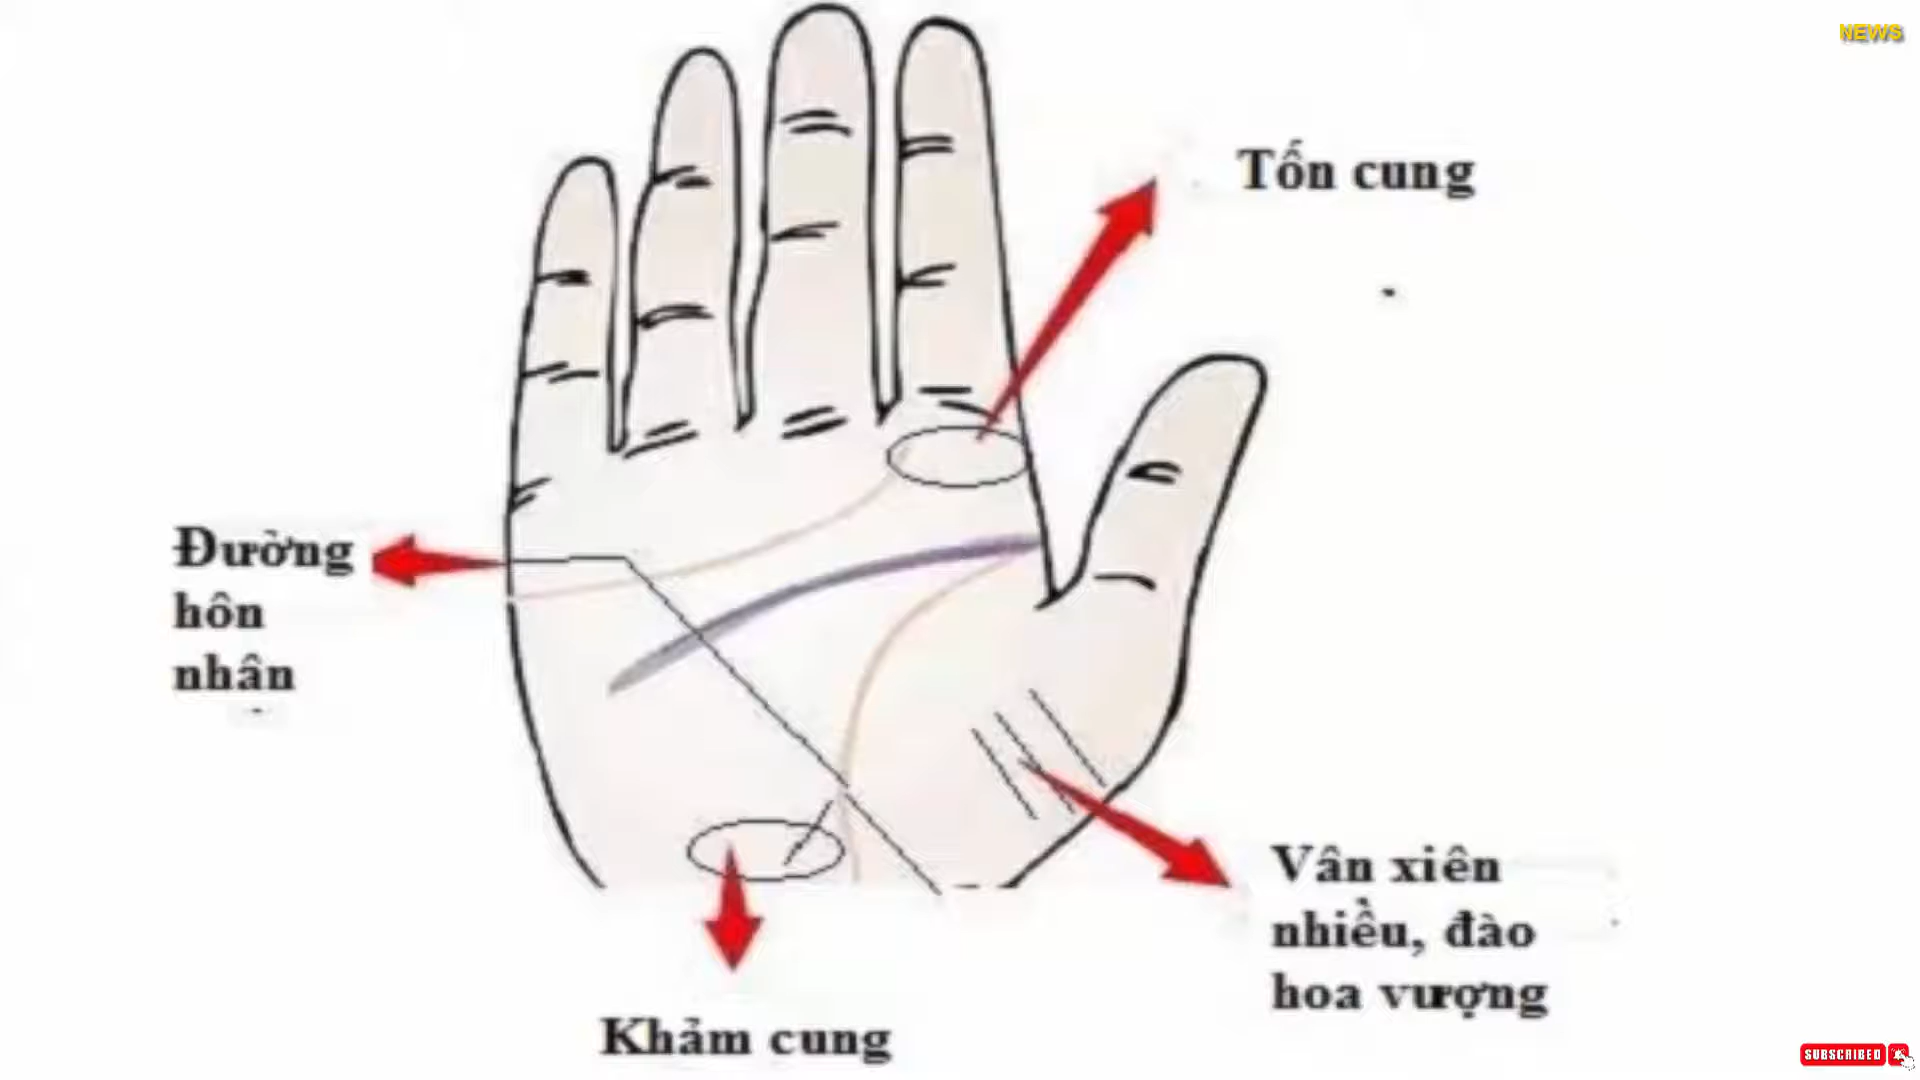 NEWS
Tốn cung
Đường
hôn
nhân
Vân xiên
nhiều, đào
hoa vượng
Khảm cung
SUBSCRIBED